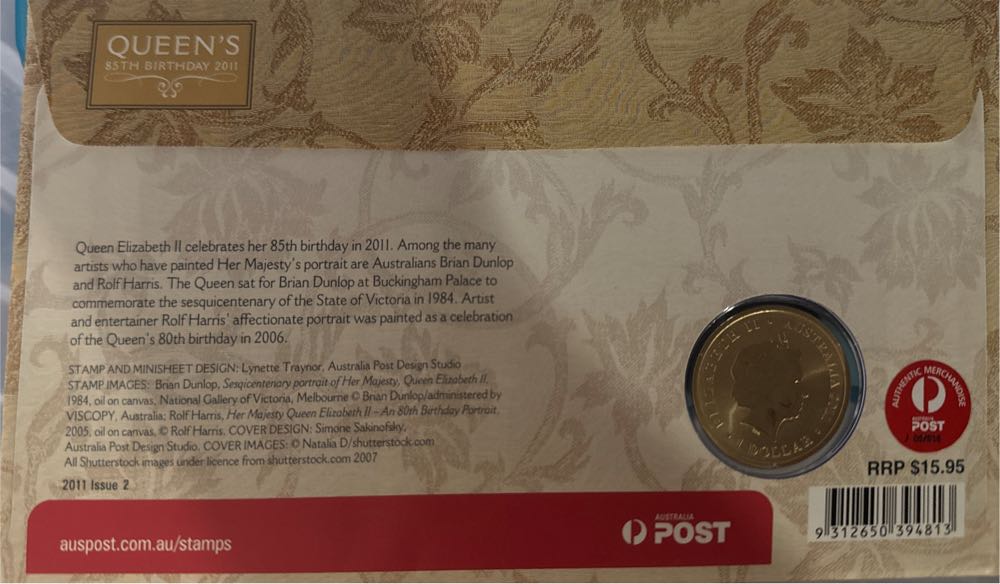 QUEEN'S
85TH BIRTHDAY 2011
Queen Elizabeth II celebrates her 85th birthday in 2011. Among the many
artists who have painted Her Majesty's portrait are Australians Brian Dunlop
and Rolf Harris. The Queen sat for Brian Dunlop at Buckingham Palace to
commemorate the sesquicentenary of the State of Victoria in 1984. Artist
and entertainer Rolf Harris' affectionate portrait was painted as a celebration
of the Queen's 80th birthday in 2006.
STAMP AND MINISHEET DESIGN: Lynette Traynor, Australia Post Design Studio
STAMP IMAGES: Brian Dunlop, Sesqicentenary portrait of Her Majesty, Queen Elizabeth II,
1984, oil on canvas, National Gallery of Victoria, Melbourne © Brian Dunlop/administered by
VISCOPY, Australia; Rolf Harris, Her Majesty Queen Elizabeth II – An 80th Birthday Portrait,
2005, oil on canvas, © Rolf Harris. COVER DESIGN: Simone Sakinofsky,
Australia Post Design Studio. COVER IMAGES: © Natalia D/shutterstock.com
All Shutterstock images under licence from shutterstock.com 2007
2011 Issue 2
ELIZABETH II AUSTRALIA
1 DOLLAR
AUTHENTIC MERCHANDISE
AUSTRALIA
POST
RRP $15.95
9 312650 394813
auspost.com.au/stamps
AUSTRALIA
POST